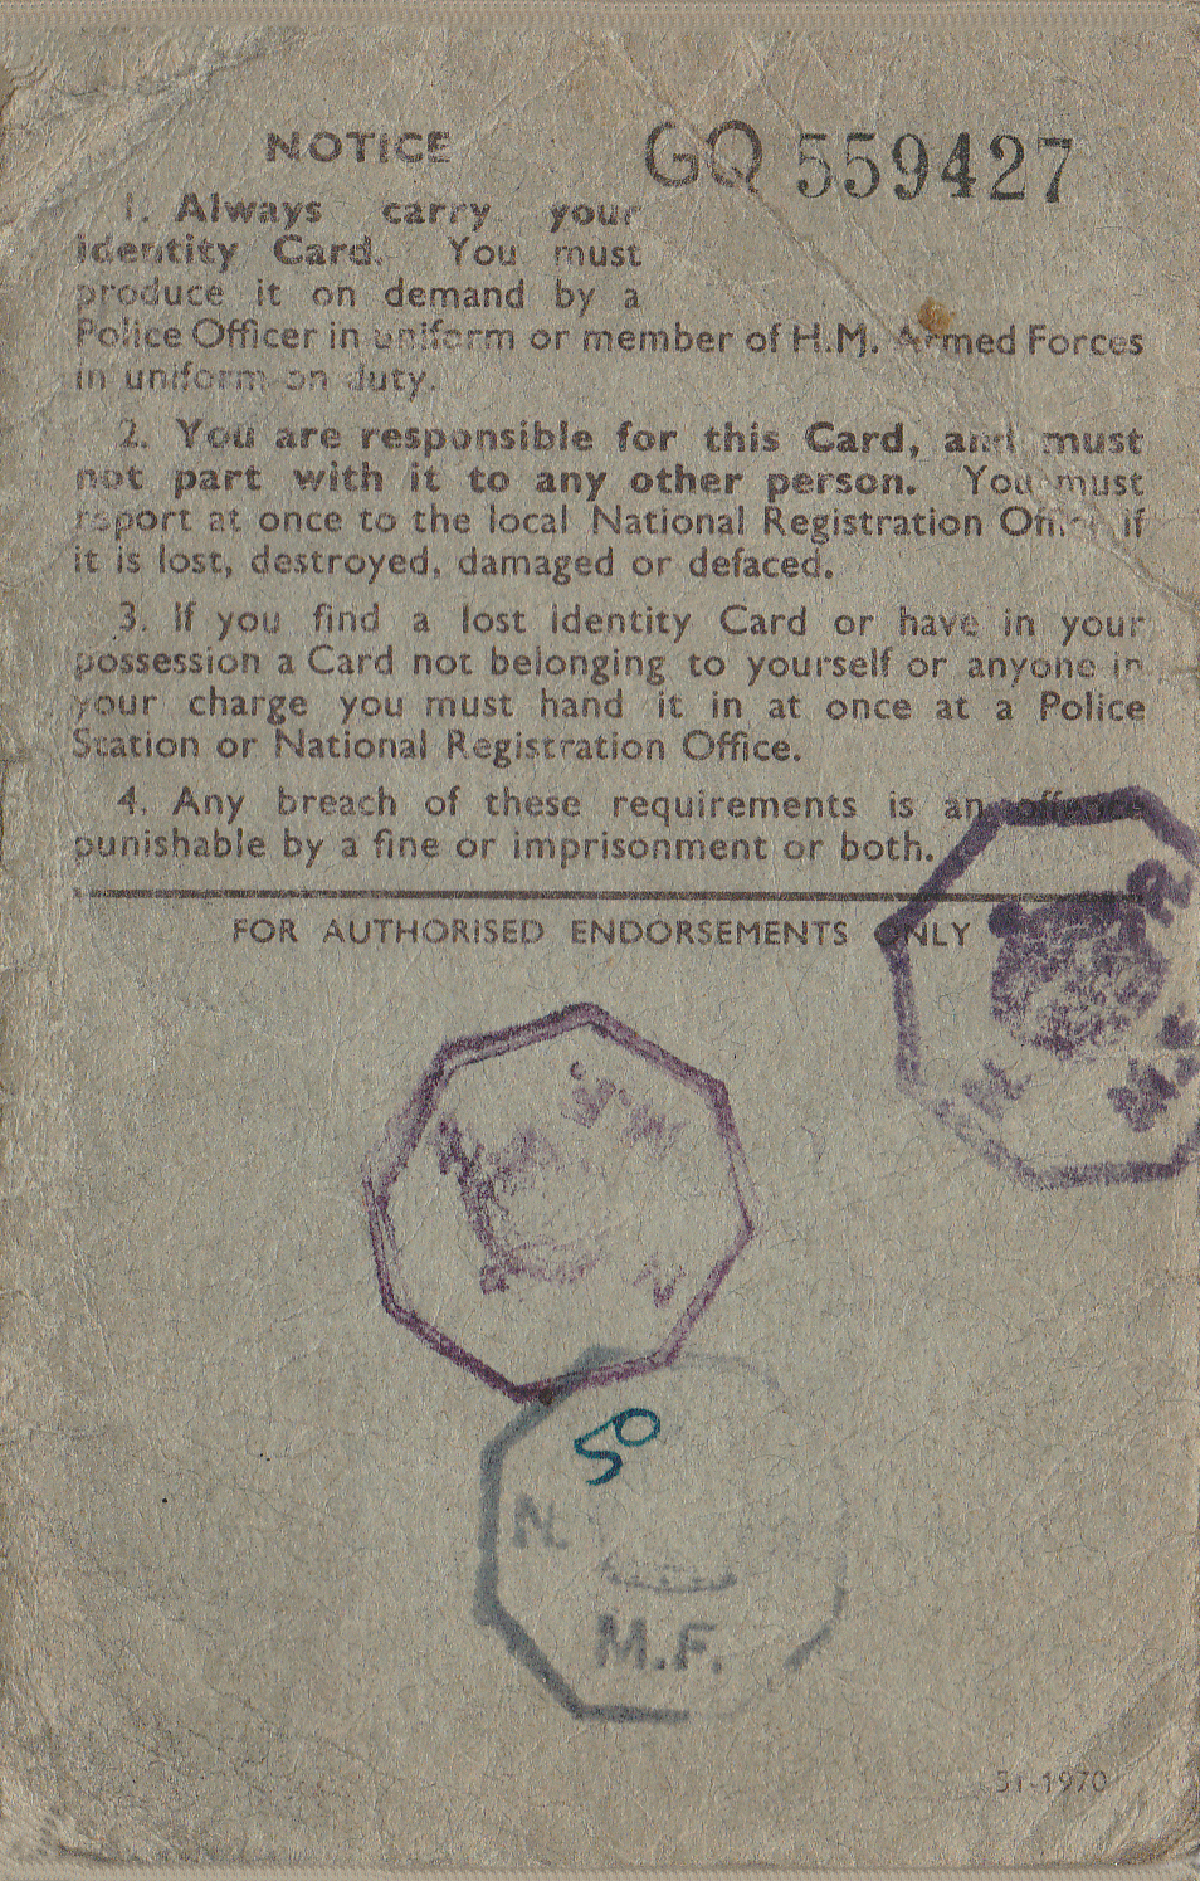 NOTICE
GQ 559427
1. Always carry your
identity Card. You must
produce it on demand by a
Police Officer in uniform or member of H.M. Armed Forces
in uniform on duty.
2. You are responsible for this Card, and must
not part with it to any other person. You must
report at once to the local National Registration Office if
it is lost, destroyed, damaged or defaced.
3. If you find a lost Identity Card or have in your
possession a Card not belonging to yourself or anyone in
your charge you must hand it in at once at a Police
Station or National Registration Office.
4. Any breach of these requirements is an offence
punishable by a fine or imprisonment or both.
FOR AUTHORISED ENDORSEMENTS ONLY
R
N
50
N.
M.F.
51-1970